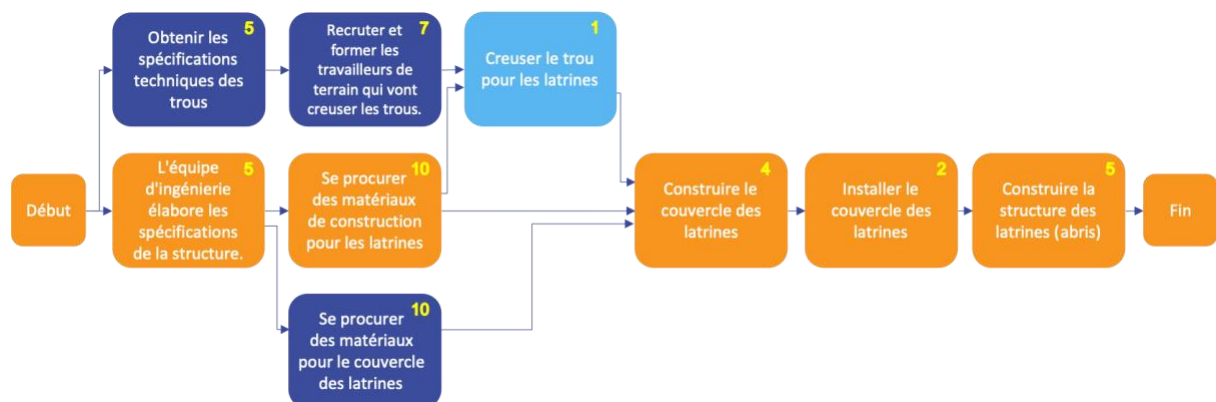 5
Obtenir les
spécifications
techniques des
trous
7
Recruter et
former les
travailleurs de
terrain qui vont
creuser les trous.
1
Creuser le trou
pour les latrines
Début
5
L'équipe
d'ingénierie
élabore les
spécifications
de la structure.
10
Se procurer
des matériaux
de construction
pour les latrines
4
Construire le
couvercle des
latrines
2
Installer le
couvercle des
latrines
5
Construire la
structure des
latrines (abris)
Fin
10
Se procurer
des matériaux
pour le couvercle
des latrines